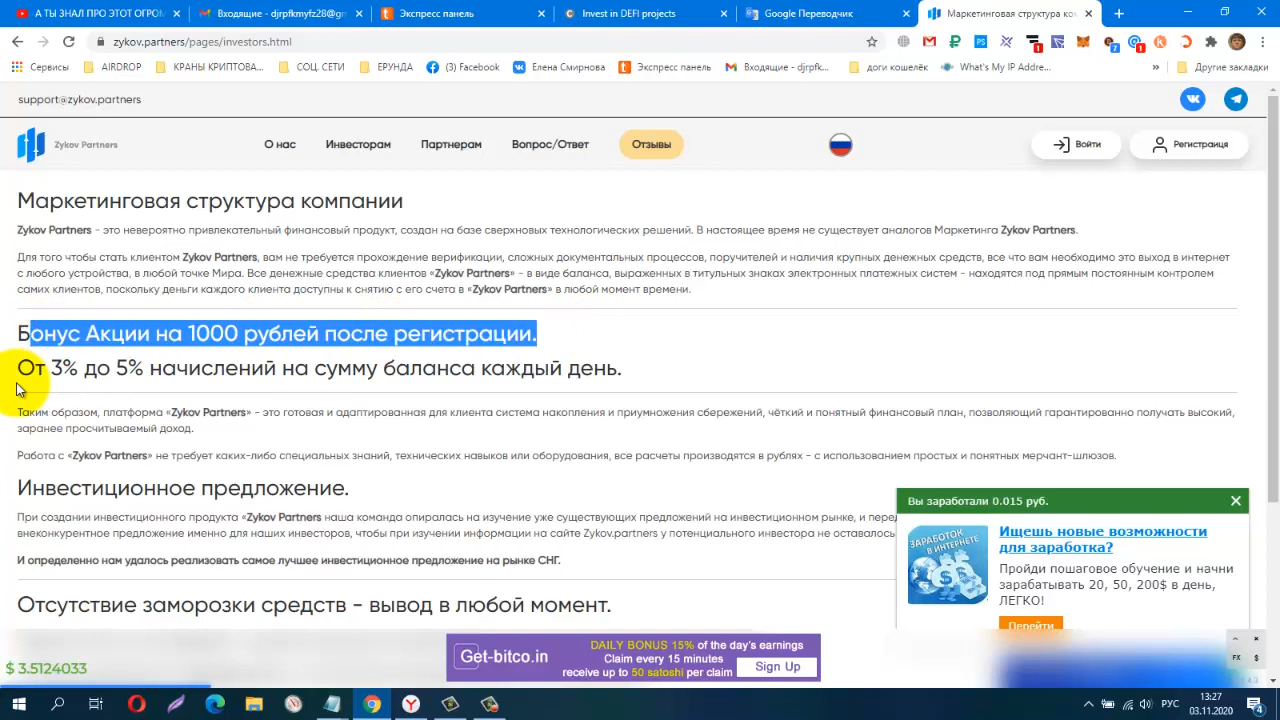 А ТЫ ЗНАЛ ПРО ЭТОТ ОГРОМ
Входящие - djrpfkmyfz28@gm
Экспресс панель
Invest in DEFI projects
Google Переводчик
Маркетинговая структура ко
zykov.partners/pages/investors.html
Сервисы
AIRDROP
КРАНЫ КРИПТОВА...
СОЦ. СЕТИ
ЕРУНДА
(3) Facebook
Елена Смирнова
Экспресс панель
Входящие - djrpfk...
доги кошелёк
What's My IP Addre...
»
Другие закладки
support@zykov.partners
Zykov Partners
О нас
Инвесторам
Партнерам
Вопрос/Ответ
Отзывы
Войти
Регистрация
Маркетинговая структура компании
Zykov Partners - это невероятно привлекательный финансовый продукт, создан на базе сверхновых технологических решений. В настоящее время не существует аналогов Маркетинга Zykov Partners.
Для того чтобы стать клиентом Zykov Partners, вам не требуется прохождение верификации, сложных документальных процессов, поручителей и наличия крупных денежных средств, все что вам необходимо это выход в интернет
с любого устройства, в любой точке Мира. Все денежные средства клиентов «Zykov Partners» - в виде баланса, выраженных в титульных знаках электронных платежных систем - находятся под прямым постоянным контролем
самих клиентов, поскольку деньги каждого клиента доступны к снятию с его счета в «Zykov Partners» в любой момент времени.
Бонус Акции на 1000 рублей после регистрации.
От 3% до 5% начислений на сумму баланса каждый день.
Таким образом, платформа «Zykov Partners» - это готовая и адаптированная для клиента система накопления и приумножения сбережений, чёткий и понятный финансовый план, позволяющий гарантированно получать высокий,
заранее просчитываемый доход.
Работа с «Zykov Partners» не требует каких-либо специальных знаний, технических навыков или оборудования, все расчеты производятся в рублях - с использованием простых и понятных мерчант-шлюзов.
Инвестиционное предложение.
При создании инвестиционного продукта «Zykov Partners наша команда опиралась на изучение уже существующих предложений на инвестиционном рынке, и перед
внеконкурентное предложение именно для наших инвесторов, чтобы при изучении информации на сайте Zykov.partners у потенциального инвестора не оставалось
И определенно нам удалось реализовать самое лучшее инвестиционное предложение на рынке СНГ.
Отсутствие заморозки средств - вывод в любой момент.
Вы заработали 0.015 руб.
ЗАРАБОТОК
В ИНТЕРНЕТЕ
Ищешь новые возможности
для заработка?
Пройди пошаговое обучение и начни
зарабатывать 20, 50, 200$ в день,
ЛЕГКО!
Перейти
Get-bitco.in
DAILY BONUS 15% of the day's earnings
Claim every 15 minutes
receive up to 50 satoshi per claim
Sign Up
FX
$
$ 3.5124033
РУС
13:27
03.11.2020
4